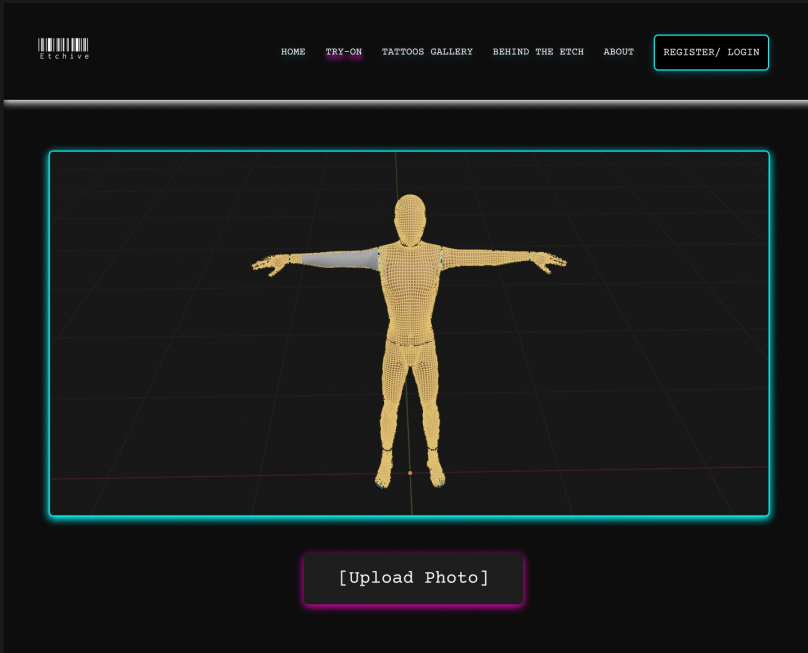 Etchive
HOME TRY-ON TATTOOS GALLERY BEHIND THE ETCH ABOUT REGISTER/ LOGIN
[Upload Photo]